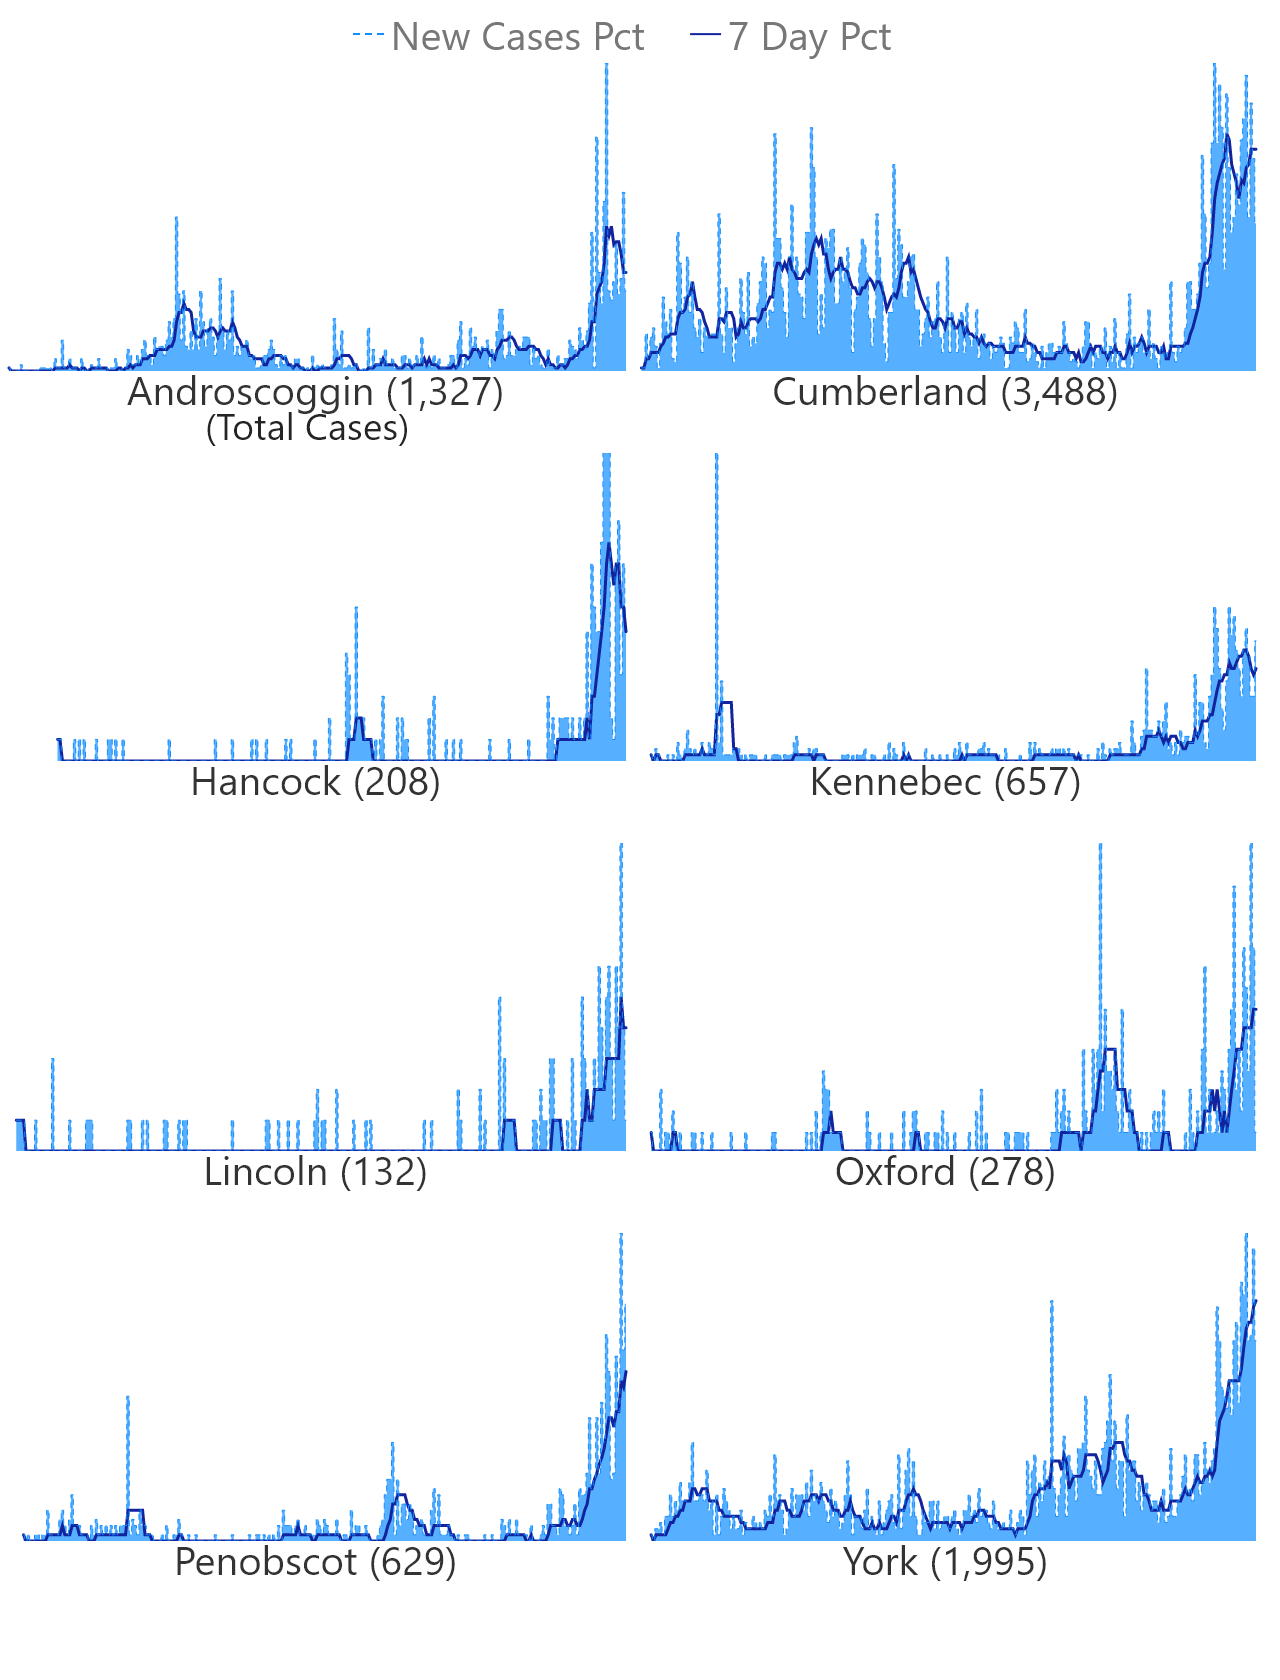 New Cases Pct 7 Day Pct
Androscoggin (1,327) Cumberland (3,488)
(Total Cases)
Hancock (208) Kennebec (657)
Lincoln (132) Oxford (278)
Penobscot (629) York (1,995)